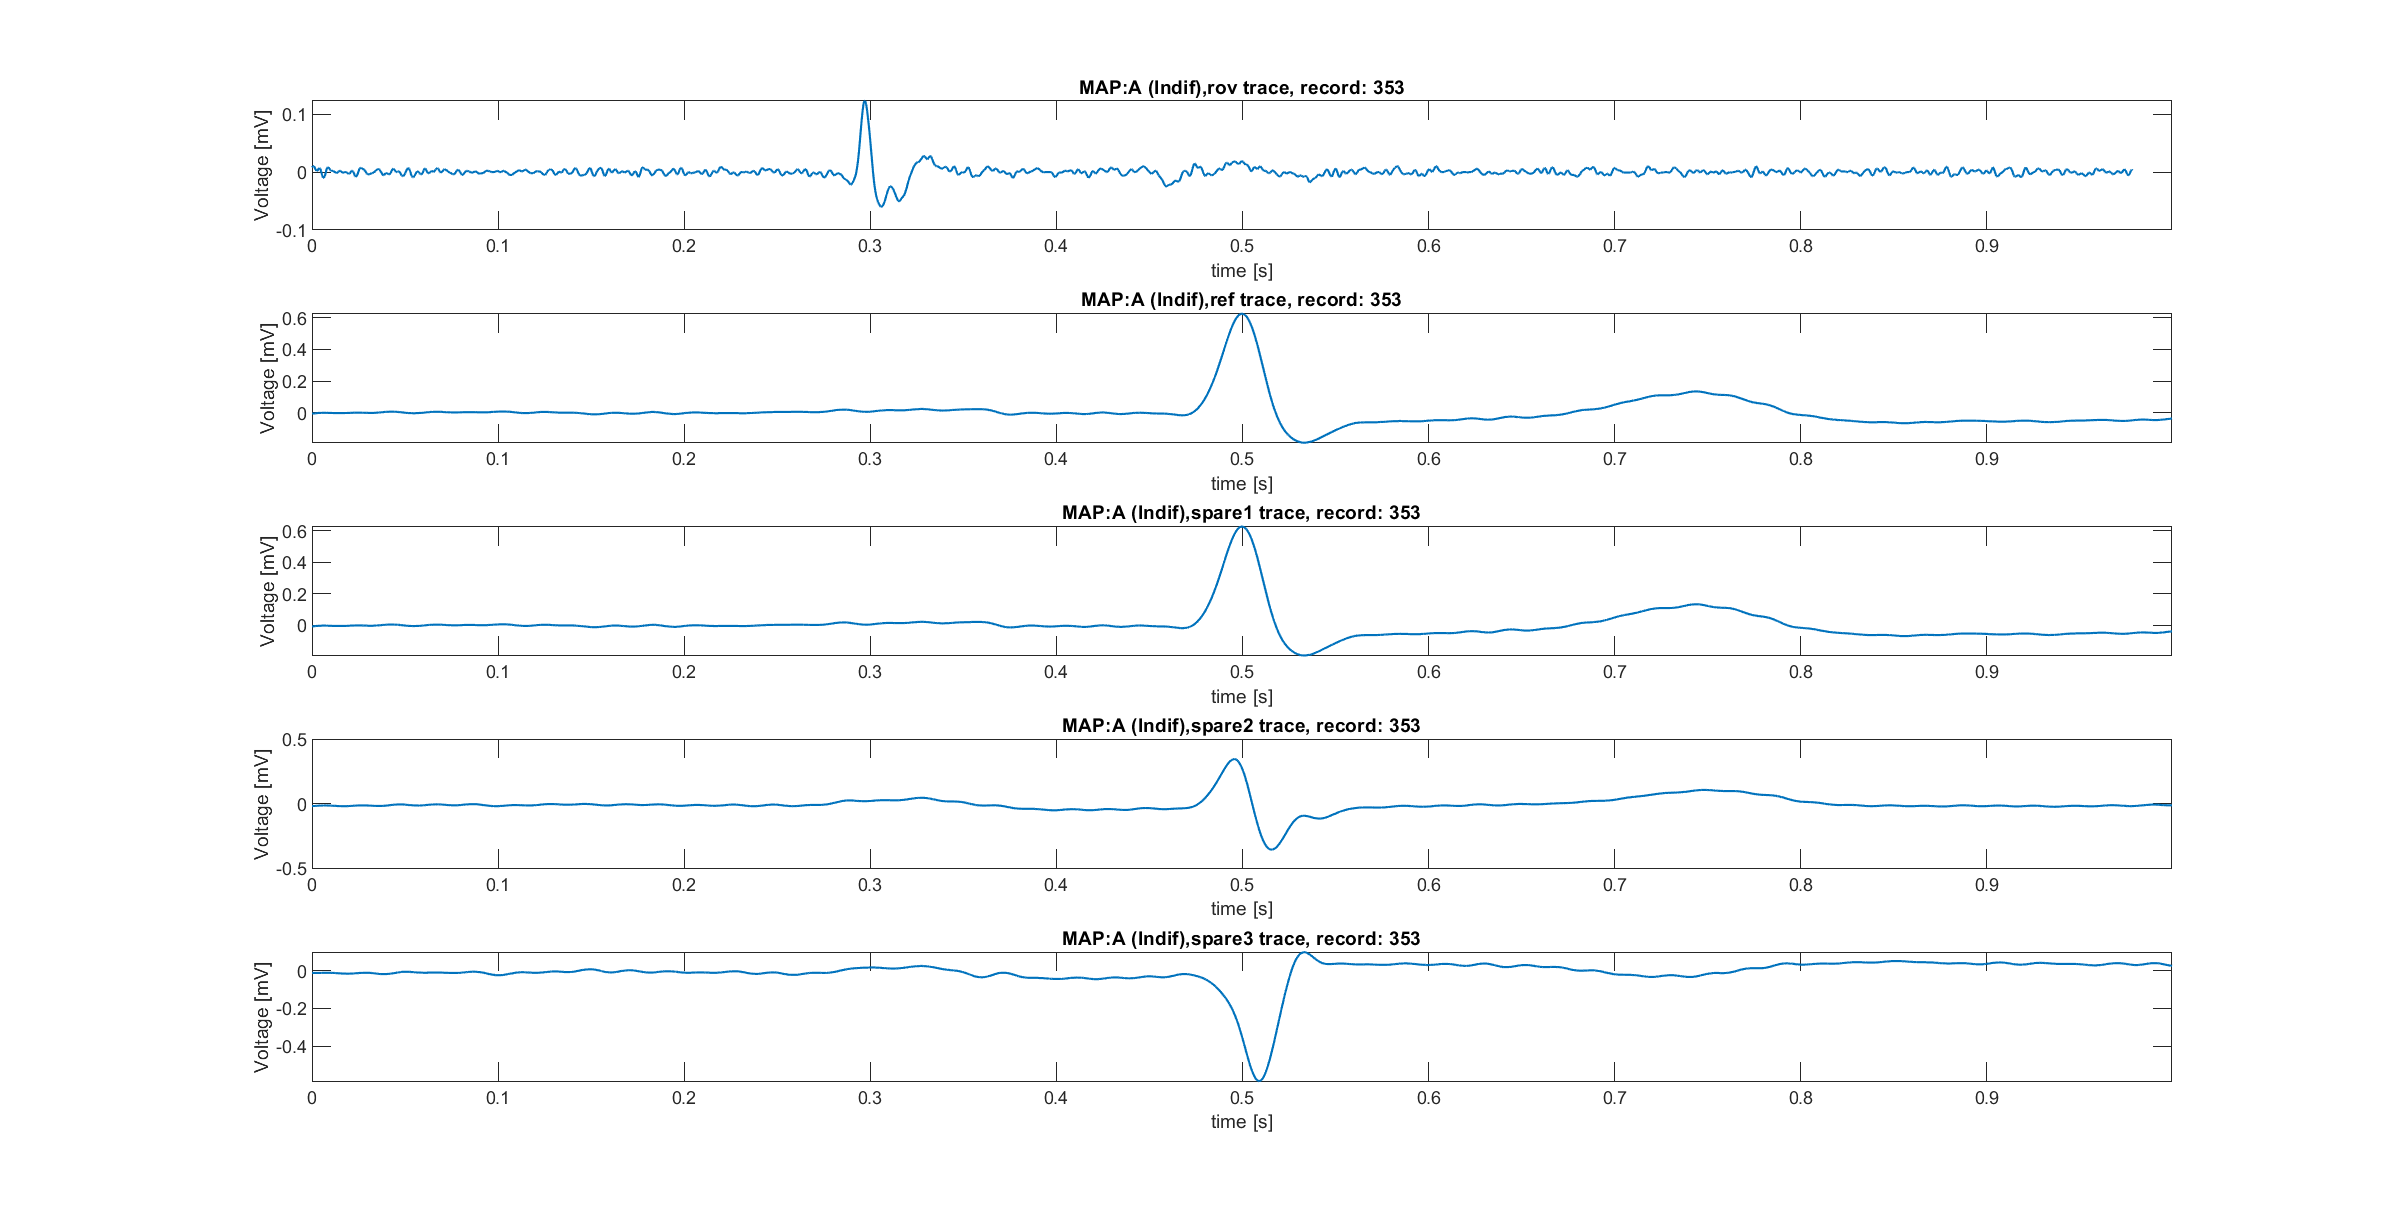 MAP:A (Indif),rov trace, record: 353
Voltage [mV]
0.1
0
-0.1
0 0.1 0.2 0.3 0.4 0.5 0.6 0.7 0.8 0.9
time [s]
MAP:A (Indif),ref trace, record: 353
Voltage [mV]
0.6
0.4
0.2
0
0 0.1 0.2 0.3 0.4 0.5 0.6 0.7 0.8 0.9
time [s]
MAP:A (Indif),spare1 trace, record: 353
Voltage [mV]
0.6
0.4
0.2
0
0 0.1 0.2 0.3 0.4 0.5 0.6 0.7 0.8 0.9
time [s]
MAP:A (Indif),spare2 trace, record: 353
Voltage [mV]
0.5
0
-0.5
0 0.1 0.2 0.3 0.4 0.5 0.6 0.7 0.8 0.9
time [s]
MAP:A (Indif),spare3 trace, record: 353
Voltage [mV]
0
-0.2
-0.4
0 0.1 0.2 0.3 0.4 0.5 0.6 0.7 0.8 0.9
time [s]